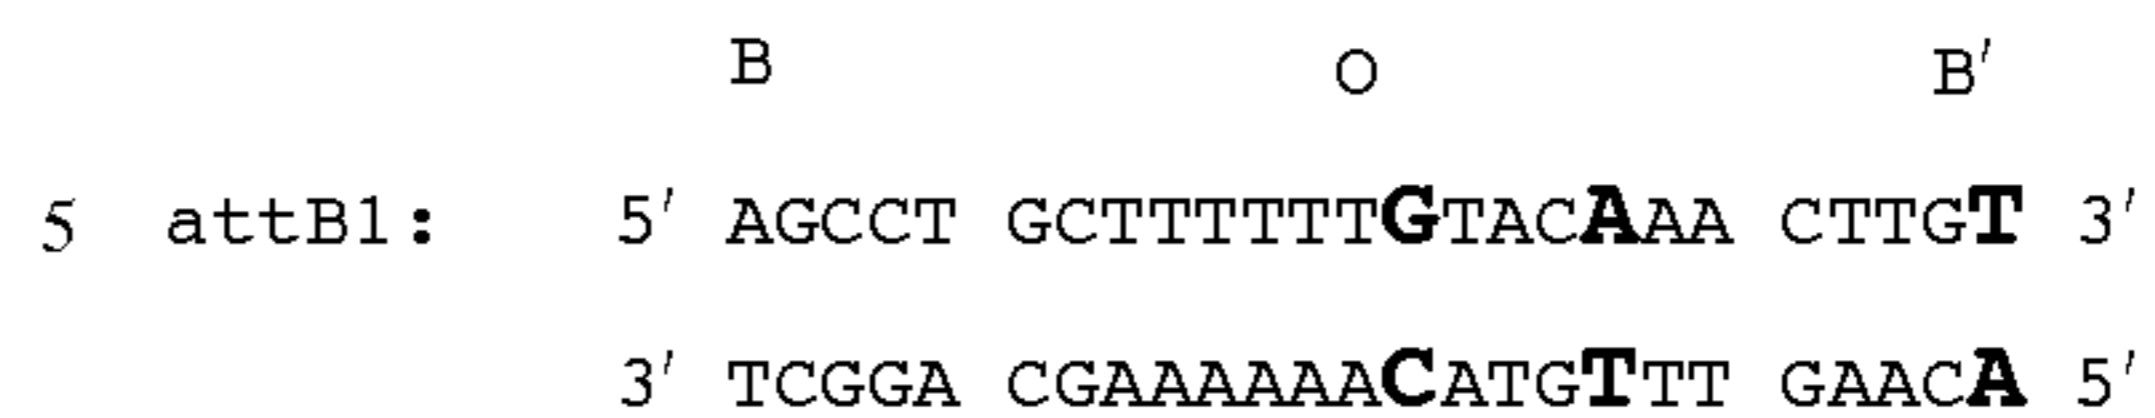 B O B′
5 attB1: 5′ AGCCT GCTTTTTTGTACAAA CTTGT 3′
3′ TCGGA CGAAAAAACATGTTT GAACA 5′